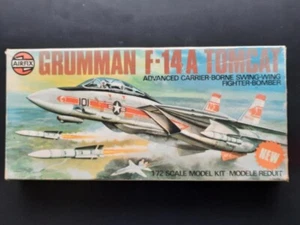 AIRFIX
GRUMMAN F-14A TOMCAT
ADVANCED CARRIER-BORNE SWING-WING
FIGHTER-BOMBER
101
NEW
1/72 SCALE MODEL KIT MODELE REDUIT